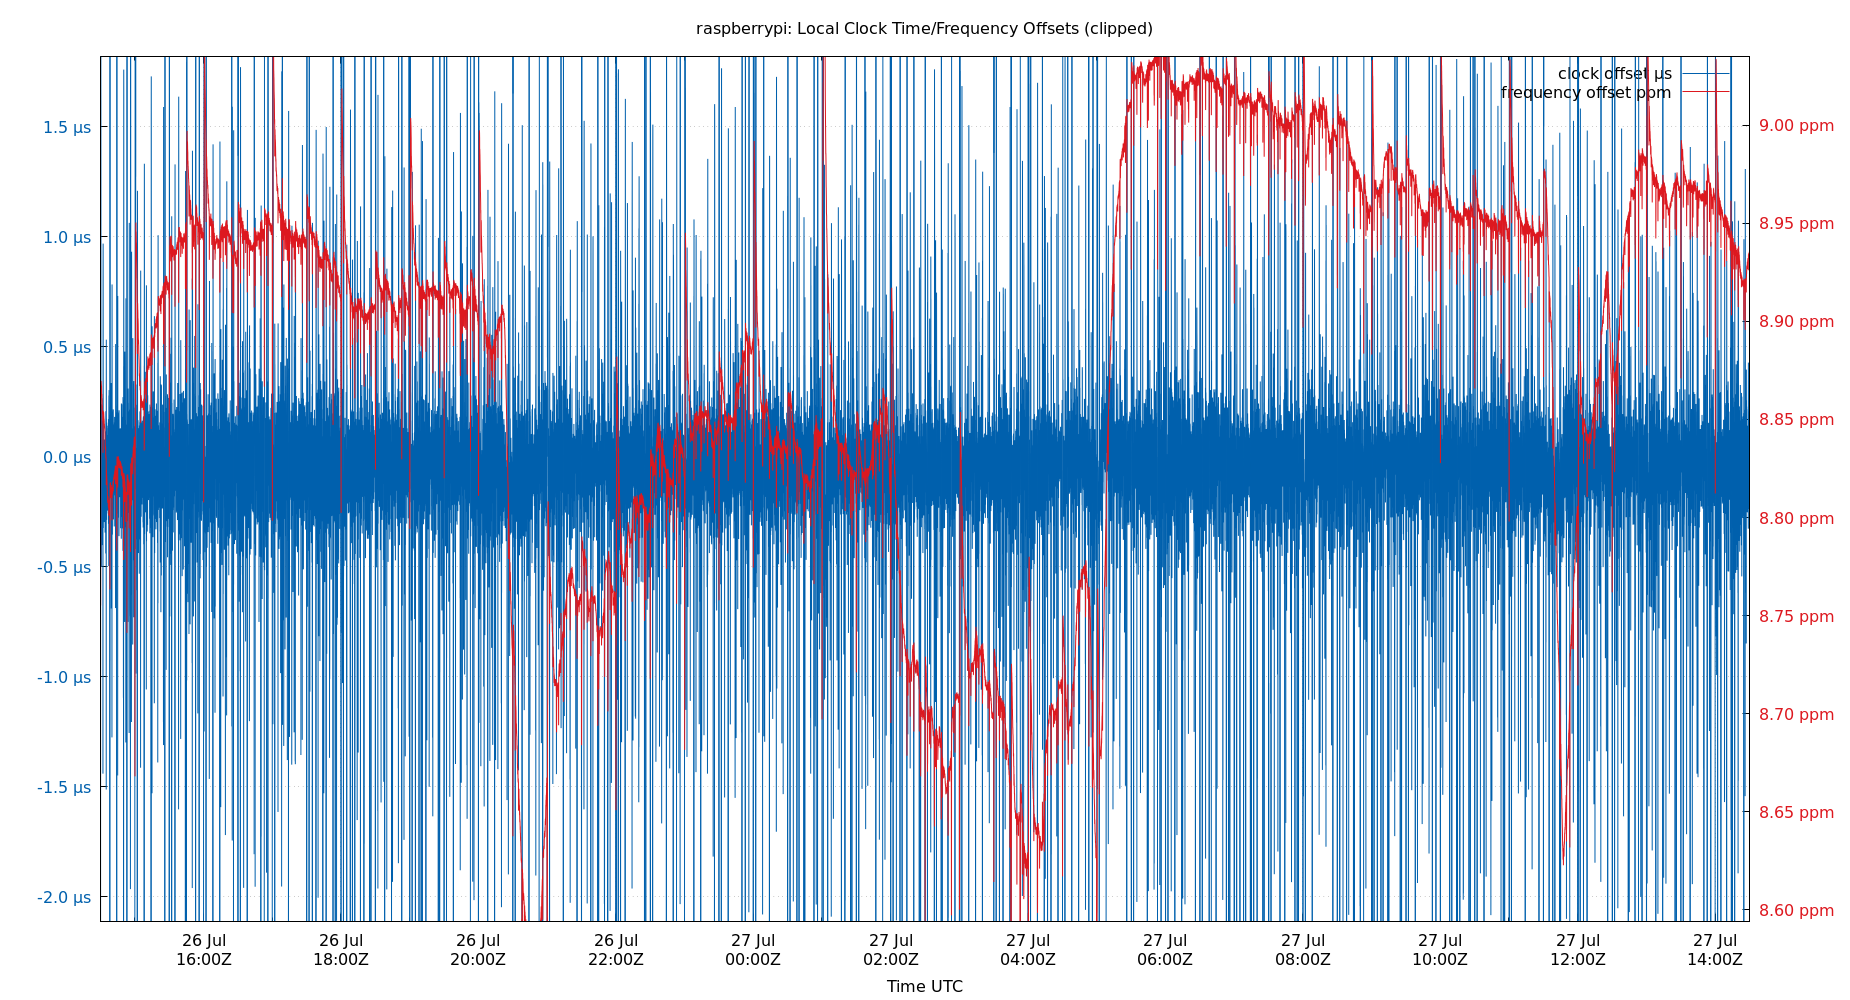 raspberrypi: Local Clock Time/Frequency Offsets (clipped)
clock offset µs
frequency offset ppm
1.5 µs
1.0 µs
0.5 µs
0.0 µs
-0.5 µs
-1.0 µs
-1.5 µs
-2.0 µs
9.00 ppm
8.95 ppm
8.90 ppm
8.85 ppm
8.80 ppm
8.75 ppm
8.70 ppm
8.65 ppm
8.60 ppm
26 Jul
16:00Z
26 Jul
18:00Z
26 Jul
20:00Z
26 Jul
22:00Z
27 Jul
00:00Z
27 Jul
02:00Z
27 Jul
04:00Z
27 Jul
06:00Z
27 Jul
08:00Z
27 Jul
10:00Z
27 Jul
12:00Z
27 Jul
14:00Z
Time UTC